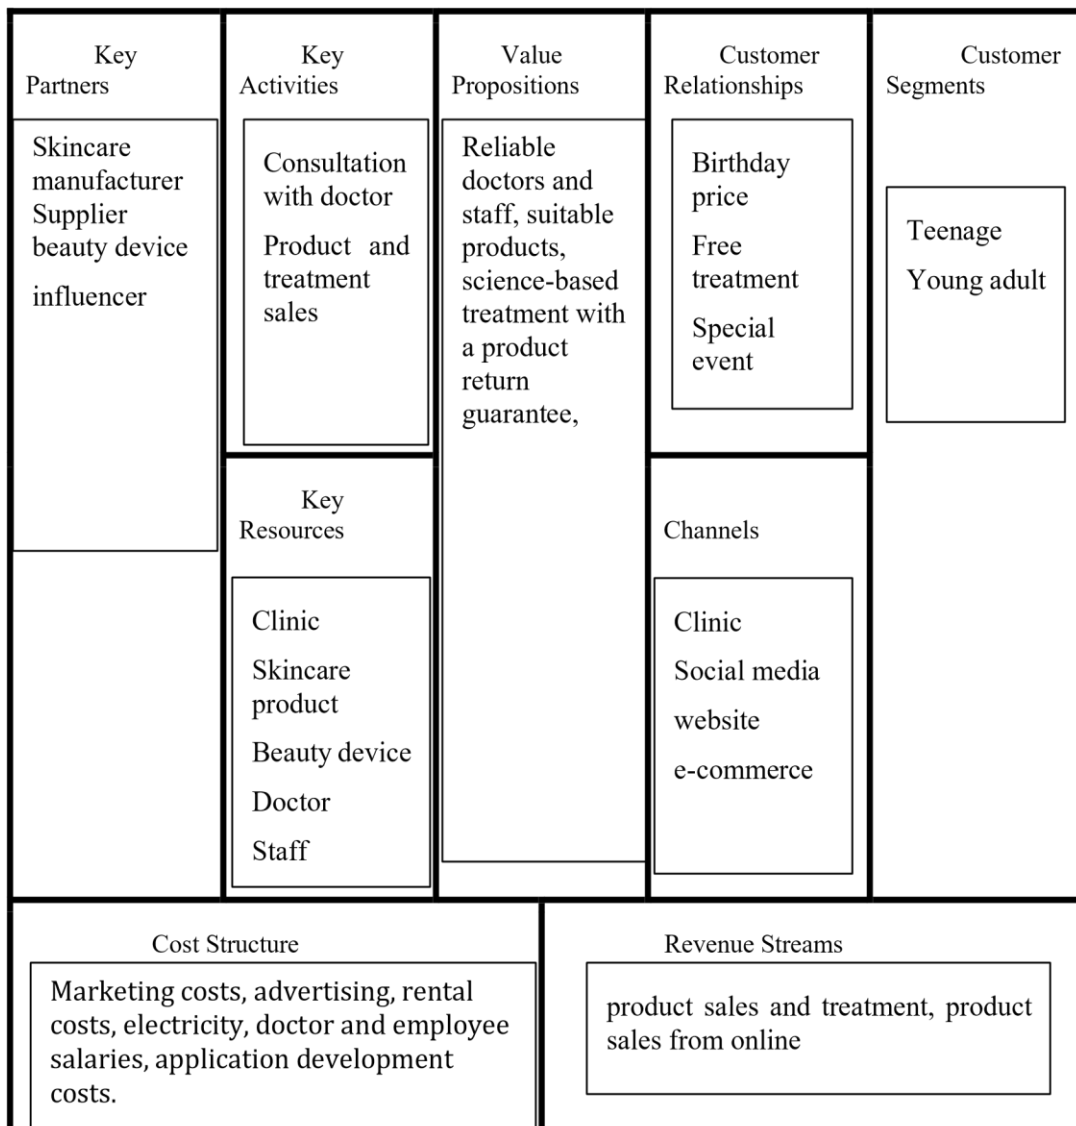 Key
Partners
Skincare
manufacturer
Supplier
beauty device
influencer
Key
Activities
Consultation
with doctor
Product and
treatment
sales
Key
Resources
Clinic
Skincare
product
Beauty device
Doctor
Staff
Value
Propositions
Reliable
doctors and
staff, suitable
products,
science-based
treatment with
a product
return
guarantee,
Customer
Relationships
Birthday
price
Free
treatment
Special
event
Channels
Clinic
Social media
website
e-commerce
Customer
Segments
Teenage
Young adult
Cost Structure
Marketing costs, advertising, rental
costs, electricity, doctor and employee
salaries, application development
costs.
Revenue Streams
product sales and treatment, product
sales from online